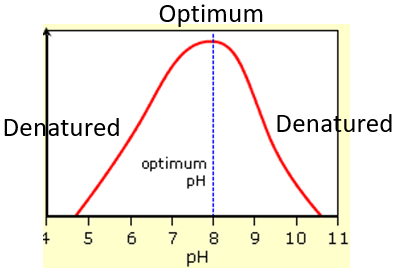 Optimum
Denatured
Denatured
optimum
pH
4 5 6 7 8 9 10 11
pH